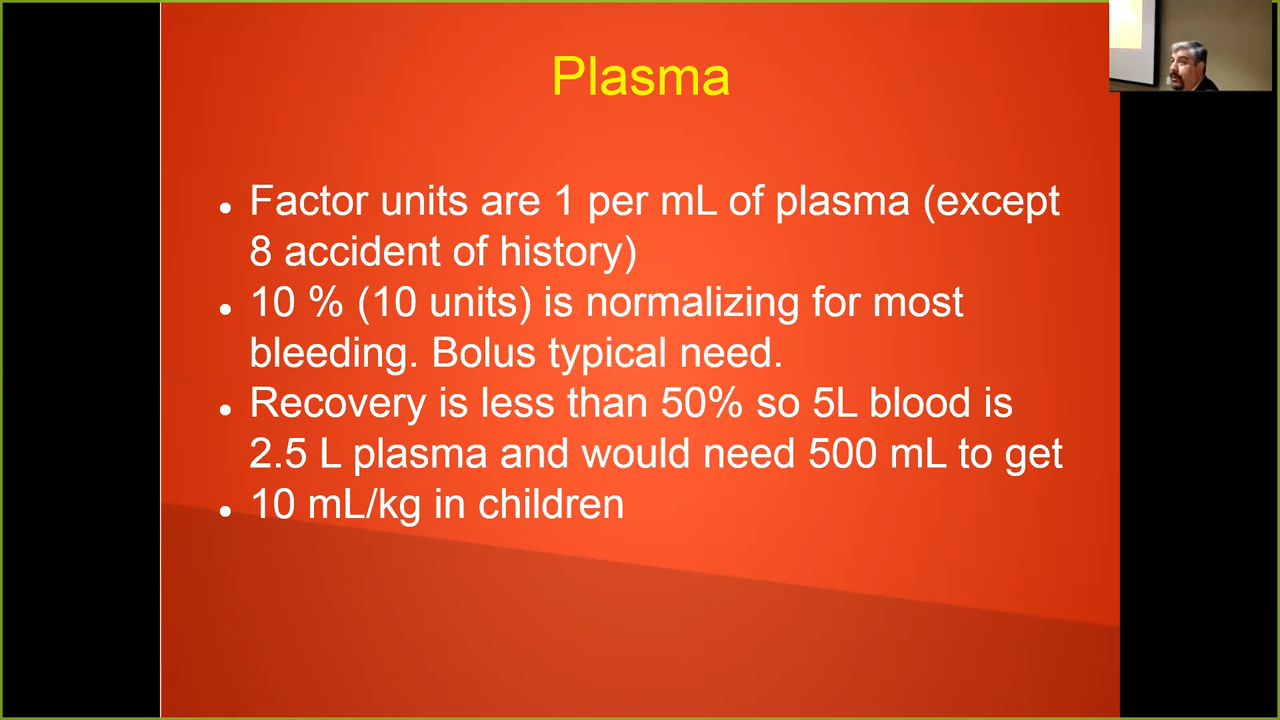 Plasma
• Factor units are 1 per mL of plasma (except
8 accident of history)
• 10 % (10 units) is normalizing for most
bleeding. Bolus typical need.
• Recovery is less than 50% so 5L blood is
2.5 L plasma and would need 500 mL to get
• 10 mL/kg in children